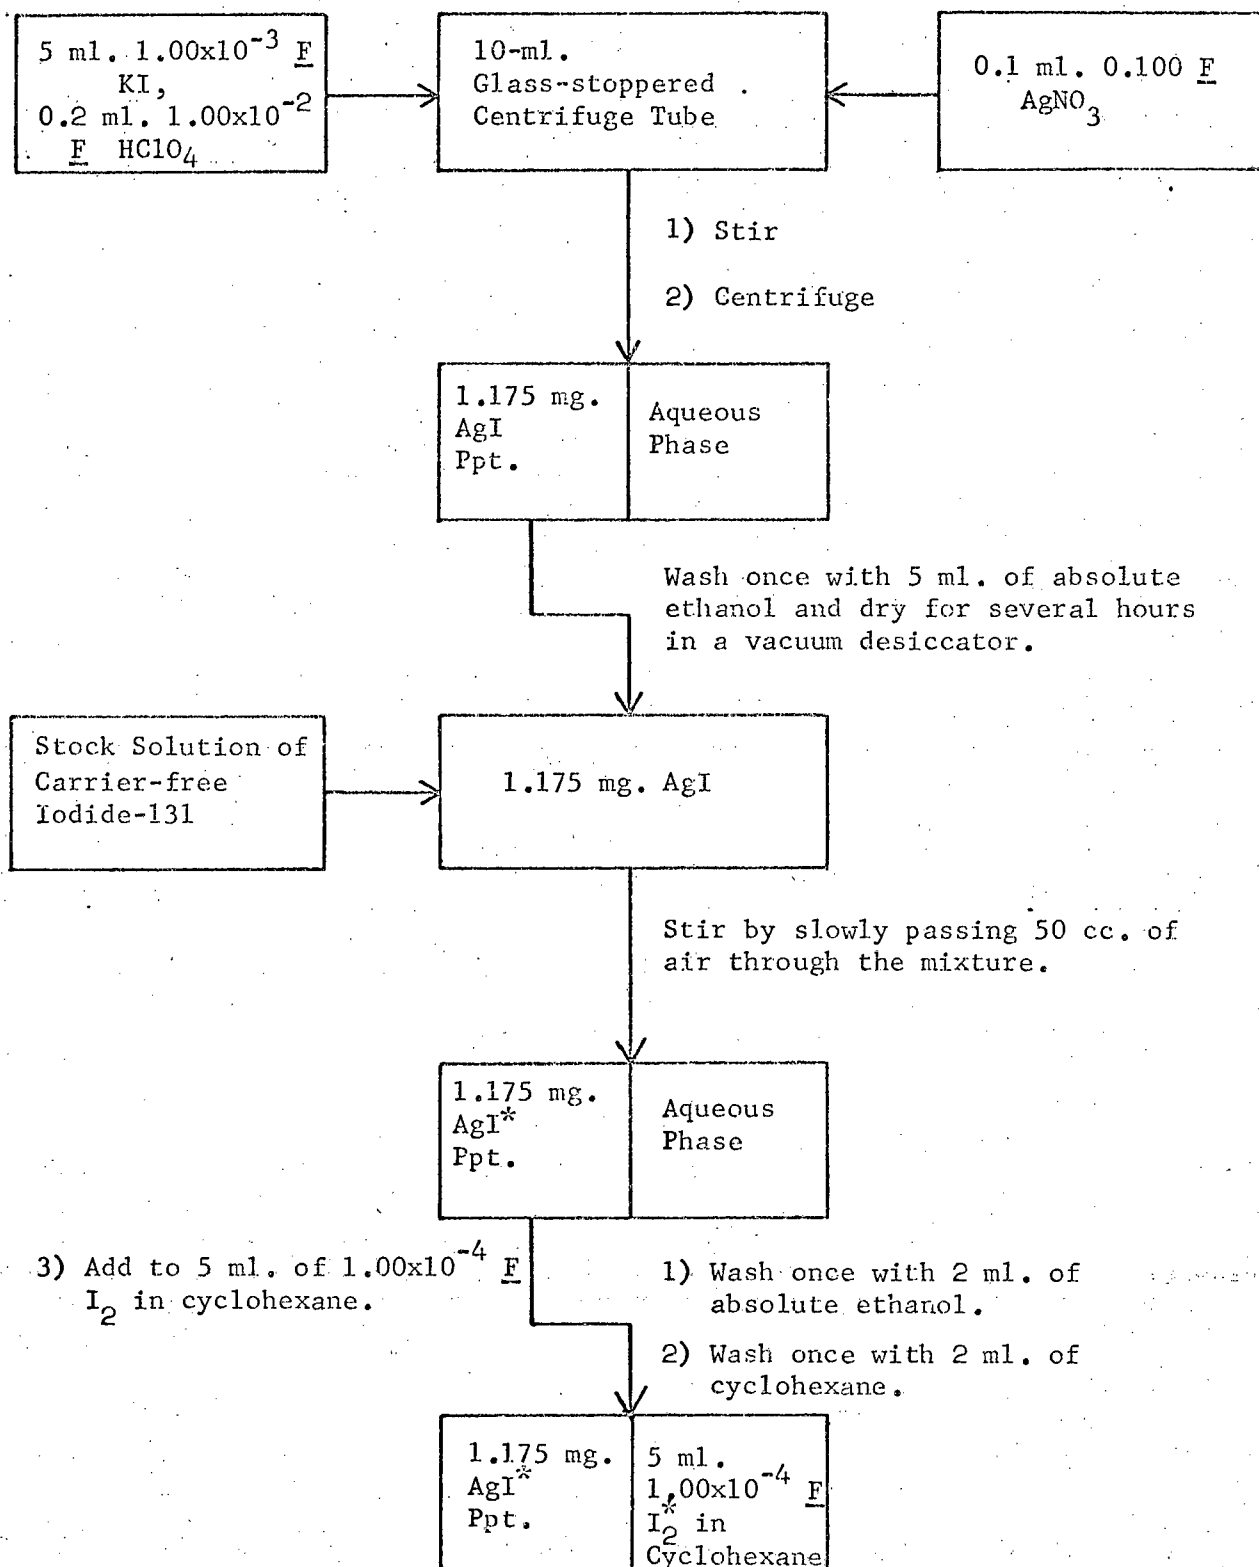 5 ml. 1.00x10⁻³ F
KI,
0.2 ml. 1.00x10⁻²
F HClO₄
10-ml.
Glass-stoppered
Centrifuge Tube
0.1 ml. 0.100 F
AgNO₃
1) Stir
2) Centrifuge
1.175 mg.
AgI
Ppt.
Aqueous
Phase
Wash once with 5 ml. of absolute
ethanol and dry for several hours
in a vacuum desiccator.
Stock Solution of
Carrier-free
Iodide-131
1.175 mg. AgI
Stir by slowly passing 50 cc. of
air through the mixture.
1.175 mg.
AgI*
Ppt.
Aqueous
Phase
3) Add to 5 ml. of 1.00x10⁻⁴ F
I₂ in cyclohexane.
1) Wash once with 2 ml. of
absolute ethanol.
2) Wash once with 2 ml. of
cyclohexane.
1.175 mg.
AgI*
Ppt.
5 ml.
1.00x10⁻⁴ F
I₂* in
Cyclohexane